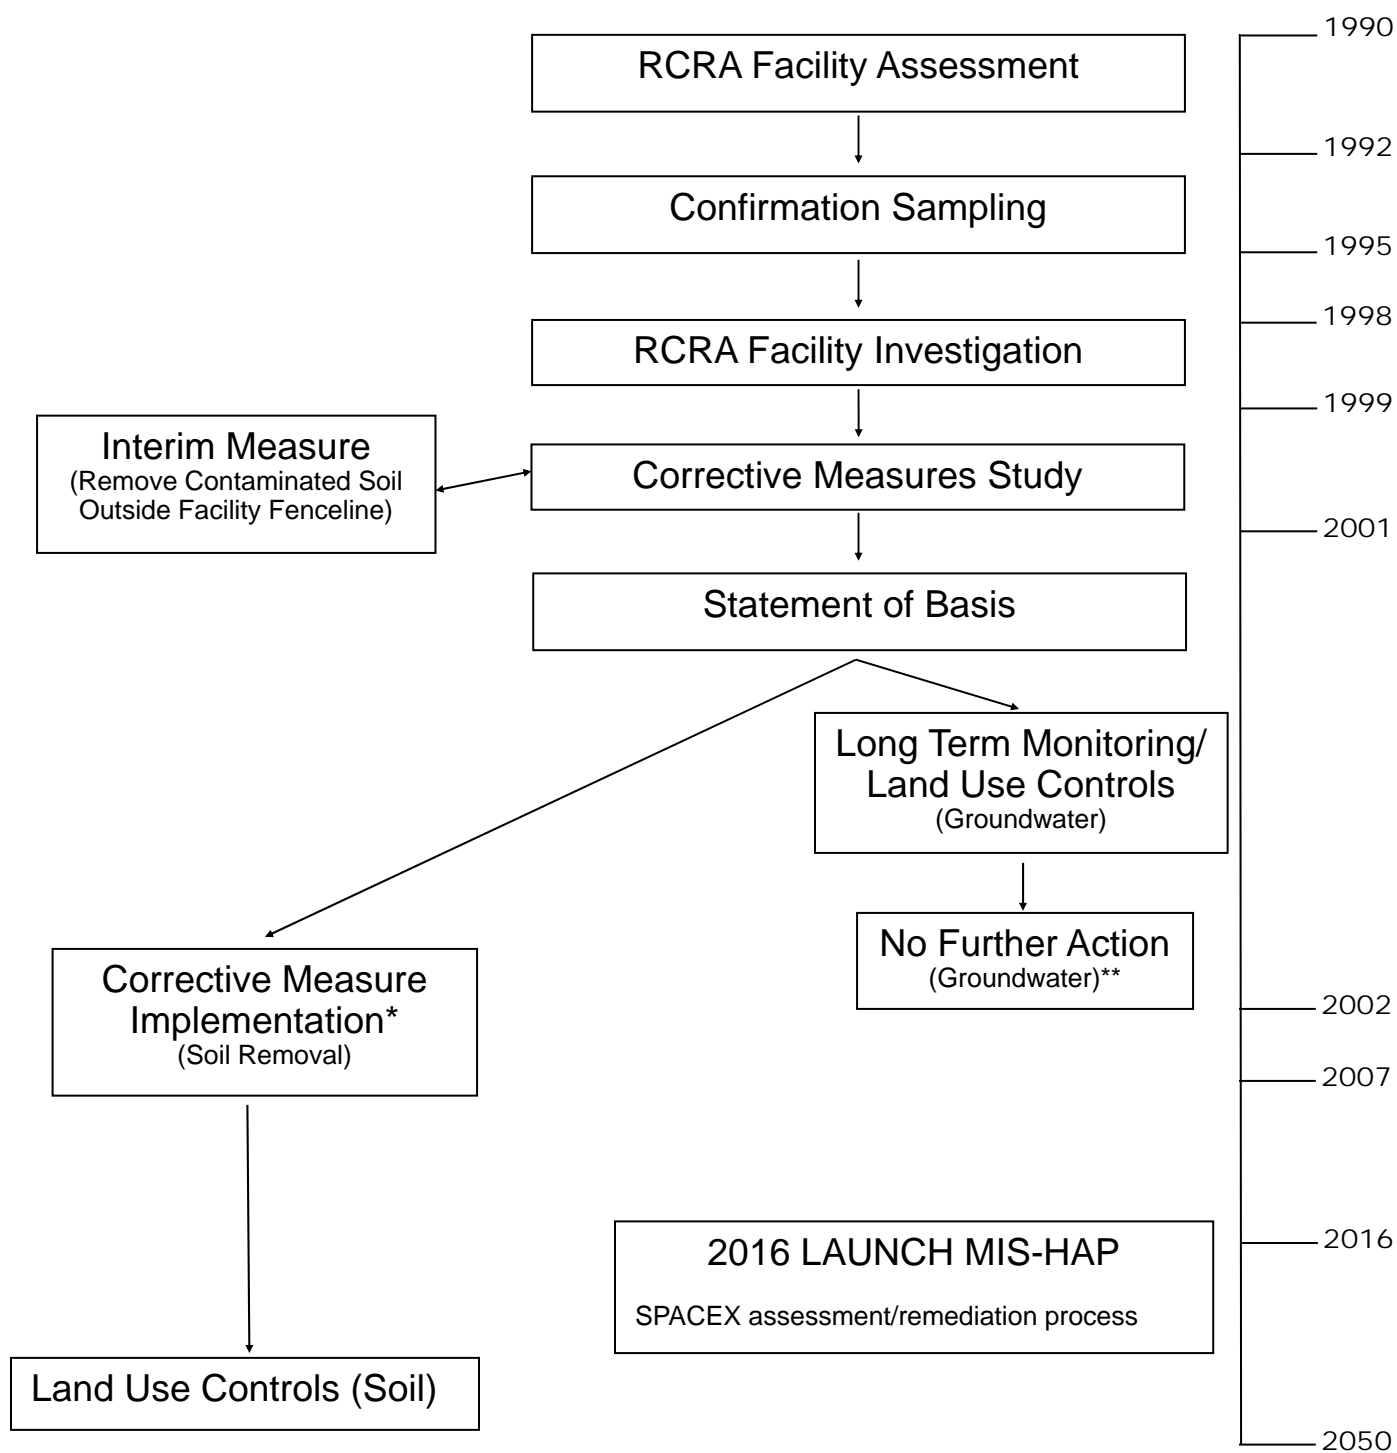 1990
RCRA Facility Assessment
1992
Confirmation Sampling
1995
1998
RCRA Facility Investigation
1999
Interim Measure
(Remove Contaminated Soil
Outside Facility Fenceline)
Corrective Measures Study
2001
Statement of Basis
Long Term Monitoring/
Land Use Controls
(Groundwater)
No Further Action
(Groundwater)**
Corrective Measure
Implementation*
(Soil Removal)
2002
2007
2016 LAUNCH MIS-HAP
SPACEX assessment/remediation process
2016
Land Use Controls (Soil)
2050